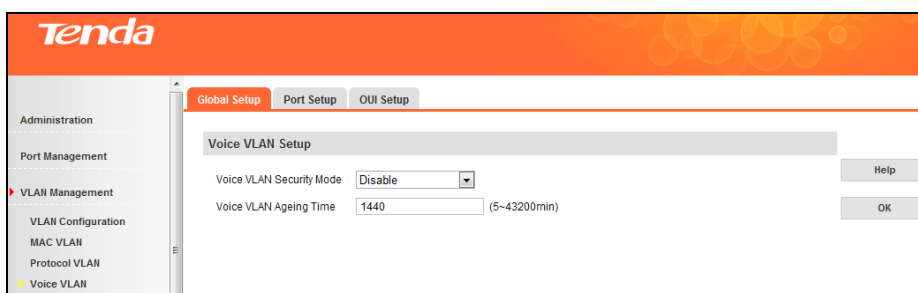 Tenda
Administration
Port Management
VLAN Management
VLAN Configuration
MAC VLAN
Protocol VLAN
Voice VLAN
Global Setup
Port Setup
OUI Setup
Voice VLAN Setup
Voice VLAN Security Mode Disable
Voice VLAN Ageing Time 1440 (5~43200min)
Help
OK